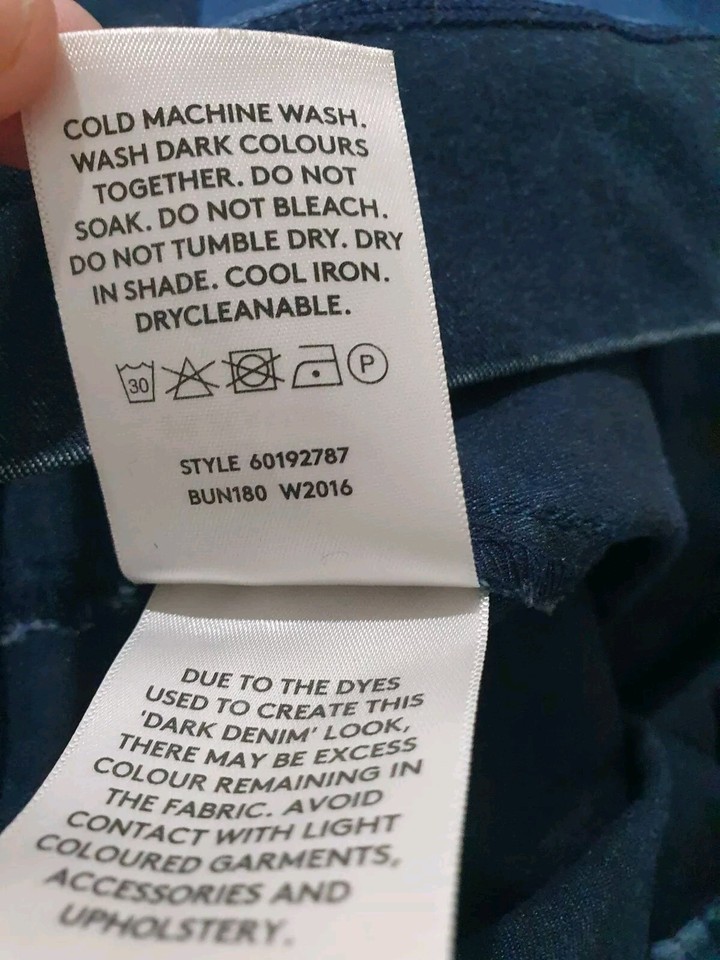 COLD MACHINE WASH.
WASH DARK COLOURS
TOGETHER. DO NOT
SOAK. DO NOT BLEACH.
DO NOT TUMBLE DRY. DRY
IN SHADE. COOL IRON.
DRYCLEANABLE.
30 P
STYLE 60192787
BUN180 W2016
DUE TO THE DYES
USED TO CREATE THIS
'DARK DENIM' LOOK,
THERE MAY BE EXCESS
COLOUR REMAINING IN
THE FABRIC. AVOID
CONTACT WITH LIGHT
COLOURED GARMENTS,
ACCESSORIES AND
UPHOLSTERY.